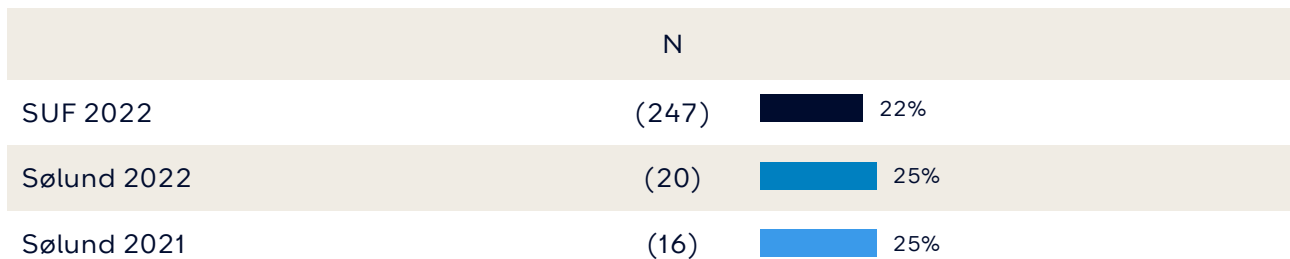 N
SUF 2022 (247) 22%
Sølund 2022 (20) 25%
Sølund 2021 (16) 25%